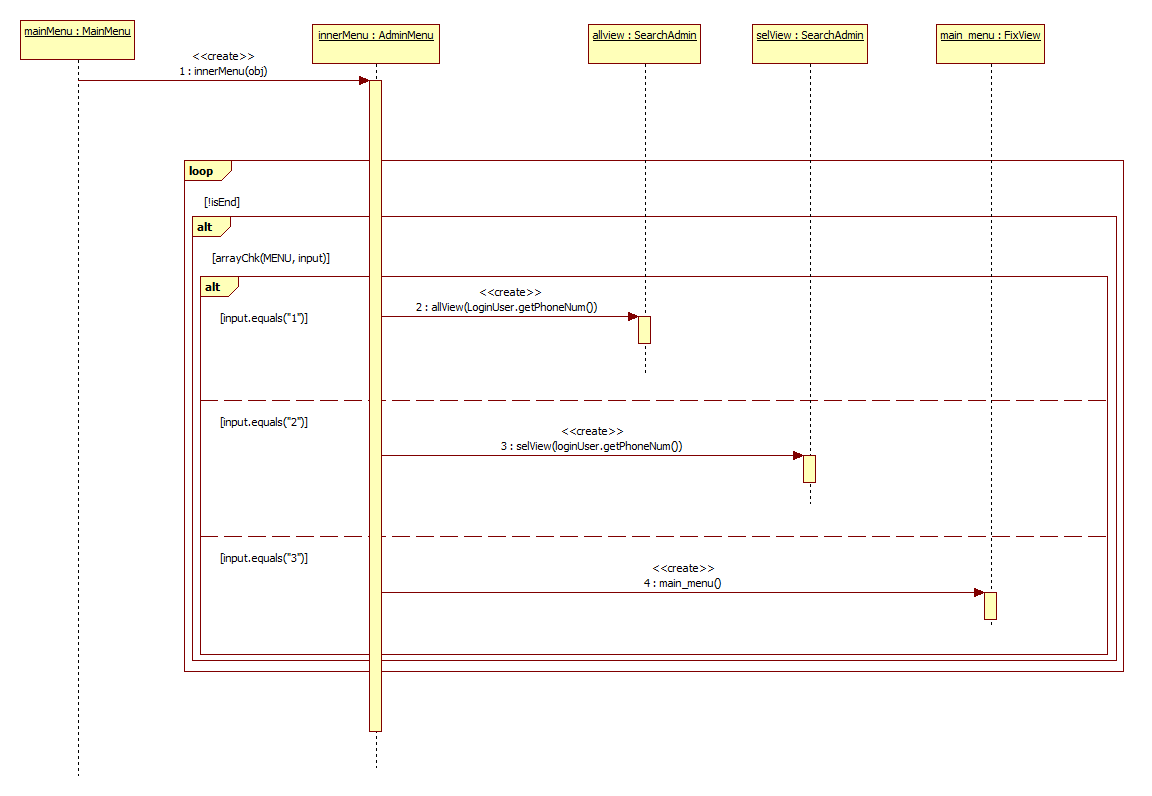 mainMenu : MainMenu
innerMenu : AdminMenu
allview : SearchAdmin
selView : SearchAdmin
main_menu : FixView
<<create>>
1 : innerMenu(obj)
loop
[!isEnd]
alt
[arrayChk(MENU, input)]
alt
[input.equals("1")]
<<create>>
2 : allView(LoginUser.getPhoneNum())
[input.equals("2")]
<<create>>
3 : selView(loginUser.getPhoneNum())
[input.equals("3")]
<<create>>
4 : main_menu()